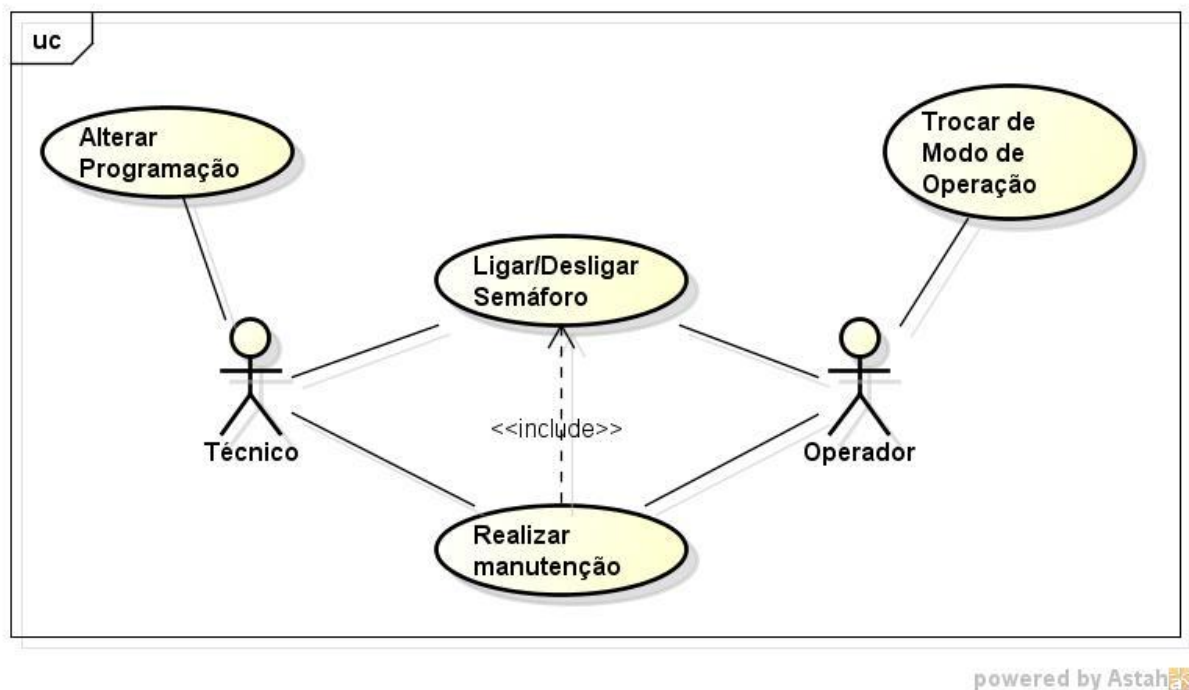 uc
Alterar
Programação
Trocar de
Modo de
Operação
Ligar/Desligar
Semáforo
<<include>>
Técnico
Operador
Realizar
manutenção
powered by Astah